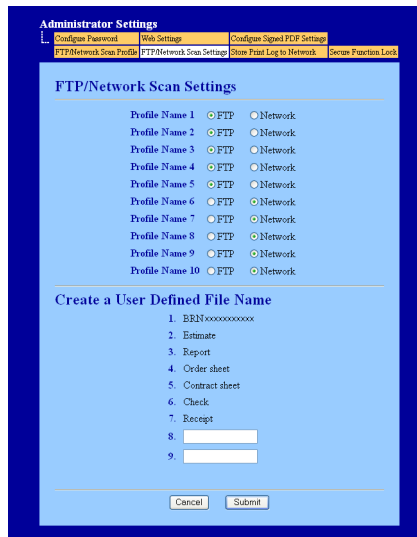 Administrator Settings
Configure Password Web Settings Configure Signed PDF Settings
FTP/Network Scan Profile FTP/Network Scan Settings Store Print Log to Network Secure Function Lock
FTP/Network Scan Settings
Profile Name 1 FTP Network
Profile Name 2 FTP Network
Profile Name 3 FTP Network
Profile Name 4 FTP Network
Profile Name 5 FTP Network
Profile Name 6 FTP Network
Profile Name 7 FTP Network
Profile Name 8 FTP Network
Profile Name 9 FTP Network
Profile Name 10 FTP Network
Create a User Defined File Name
1. BRNxxxxxxxxxxx
2. Estimate
3. Report
4. Order sheet
5. Contract sheet
6. Check
7. Receipt
8.
9.
Cancel Submit